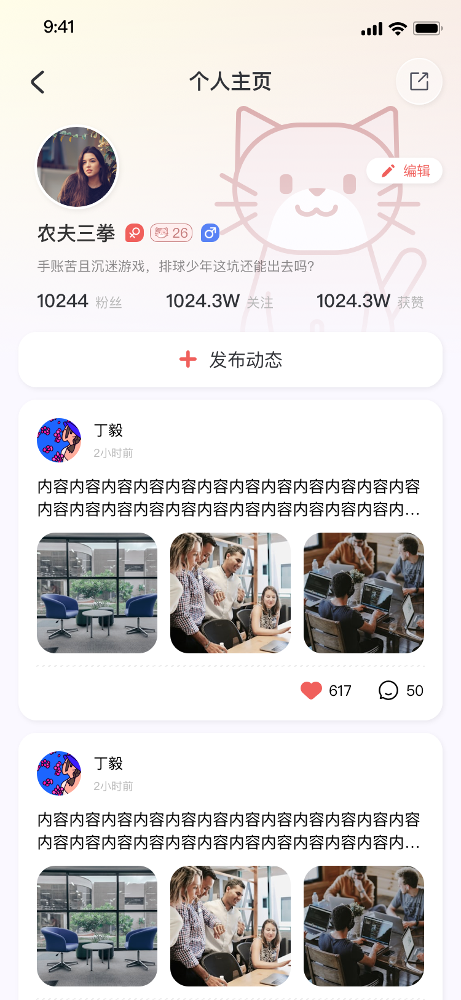 9:41
个人主页
编辑
农夫三拳 26
手账苦且沉迷游戏，排球少年这坑还能出去吗？
10244 粉丝 1024.3W 关注 1024.3W 获赞
发布动态
丁毅
2小时前
内容内容内容内容内容内容内容内容内容内容内容内容
内容内容内容内容内容内容内容内容内容内容内容内...
617 50
丁毅
2小时前
内容内容内容内容内容内容内容内容内容内容内容内容
内容内容内容内容内容内容内容内容内容内容内容内...